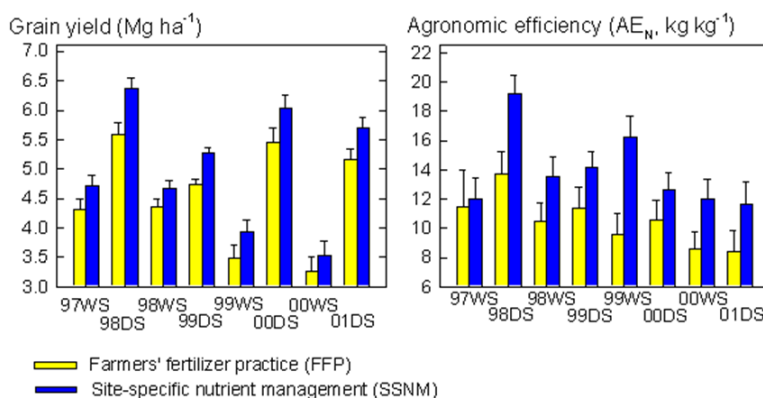 Grain yield (Mg ha⁻¹)
7.0
6.5
6.0
5.5
5.0
4.5
4.0
3.5
3.0
97WS 98WS 99WS 00WS
98DS 99DS 00DS 01DS
Agronomic efficiency (AE_N, kg kg⁻¹)
22
20
18
16
14
12
10
8
6
97WS 98WS 99WS 00WS
98DS 99DS 00DS 01DS
Farmers' fertilizer practice (FFP)
Site-specific nutrient management (SSNM)